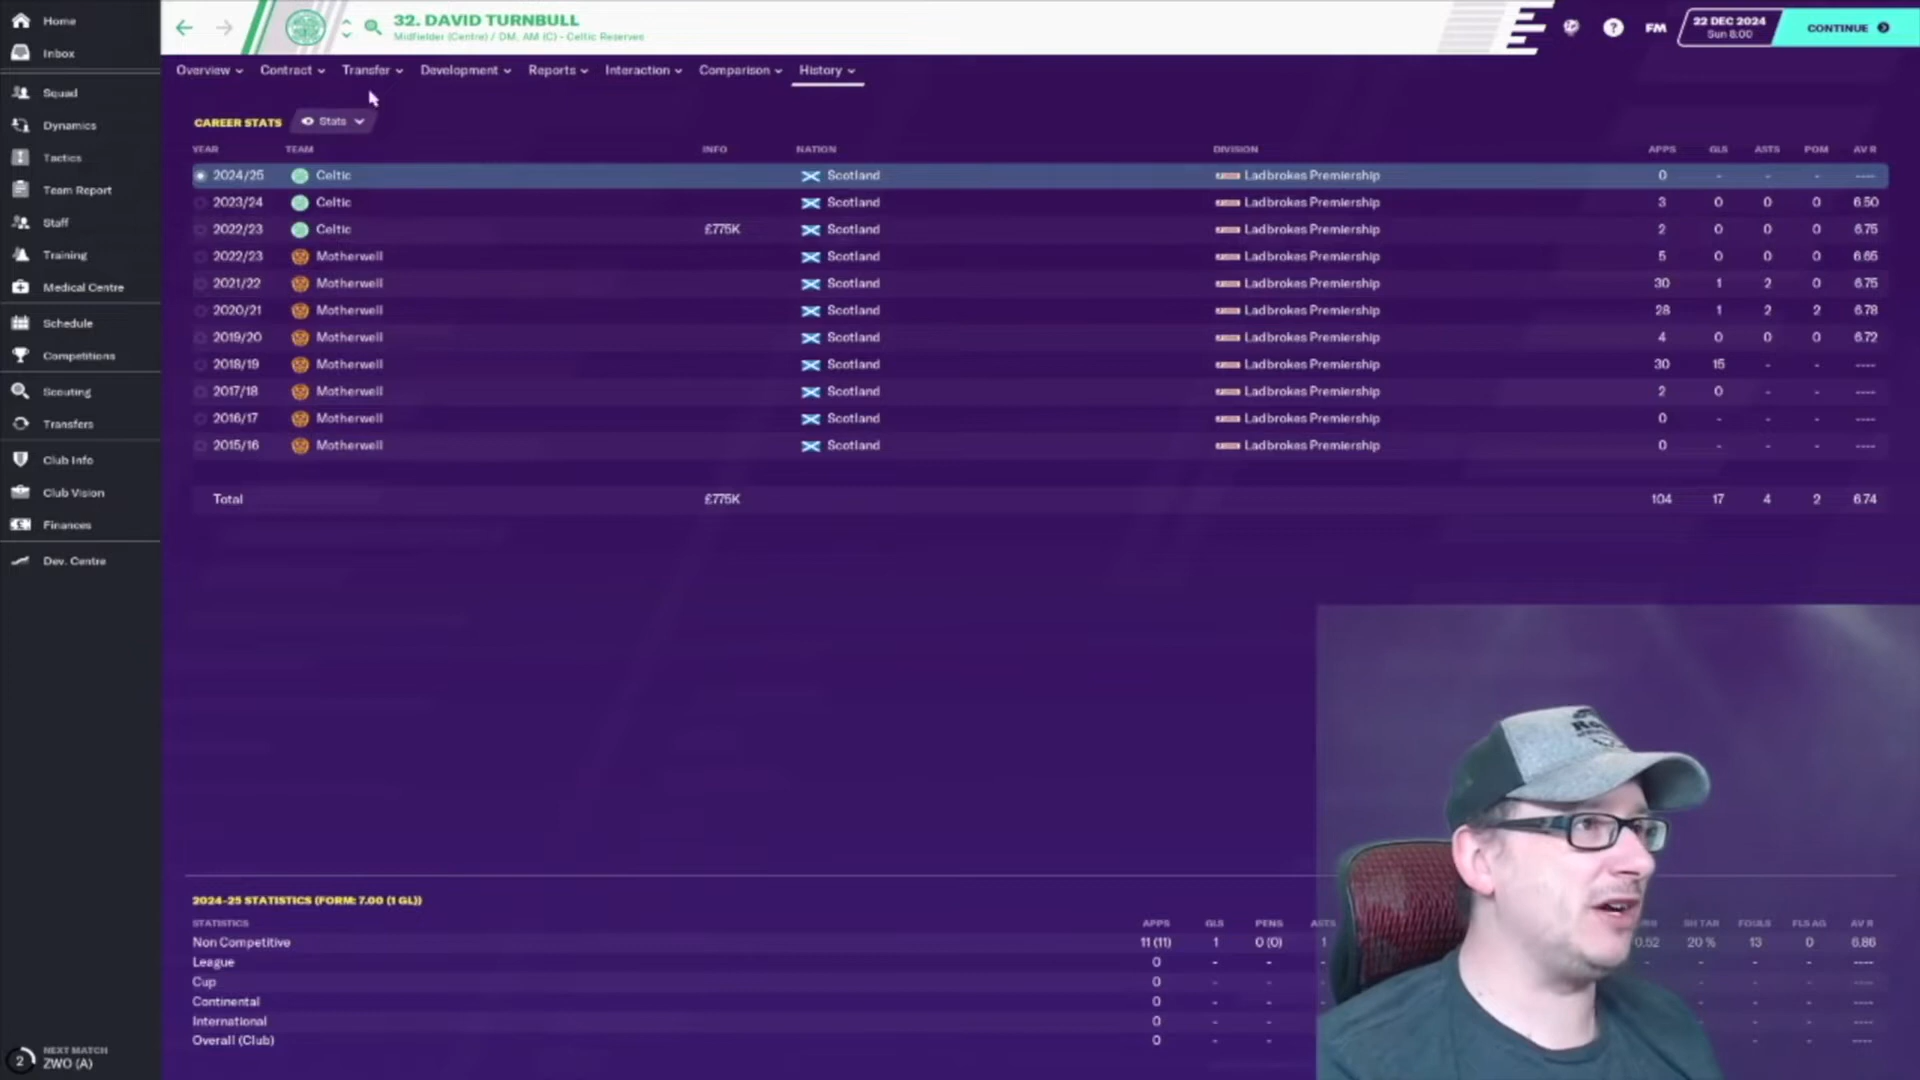 Home
Inbox
Squad
Dynamics
Tactics
Team Report
Staff
Training
Medical Centre
Schedule
Competitions
Scouting
Transfers
Club Info
Club Vision
Finances
Dev. Centre
2 NEXT MATCH
ZWO (A)
32. DAVID TURNBULL
Midfielder (Centre) / DM, AM (C) - Celtic Reserves
? FM 22 DEC 2024 CONTINUE
Sun 8:00
Overview Contract Transfer Development Reports Interaction Comparison History
CAREER STATS Stats
YEAR TEAM INFO NATION DIVISION APPS GLS ASTS POM AV R
2024/25 Celtic Scotland Ladbrokes Premiership 0 - - - ----
2023/24 Celtic Scotland Ladbrokes Premiership 3 0 0 0 6.50
2022/23 Celtic £775K Scotland Ladbrokes Premiership 2 0 0 0 6.75
2022/23 Motherwell Scotland Ladbrokes Premiership 5 0 0 0 6.65
2021/22 Motherwell Scotland Ladbrokes Premiership 30 1 2 0 6.75
2020/21 Motherwell Scotland Ladbrokes Premiership 28 1 2 2 6.78
2019/20 Motherwell Scotland Ladbrokes Premiership 4 0 0 0 6.72
2018/19 Motherwell Scotland Ladbrokes Premiership 30 15 - - ----
2017/18 Motherwell Scotland Ladbrokes Premiership 2 0 - - ----
2016/17 Motherwell Scotland Ladbrokes Premiership 0 - - - ----
2015/16 Motherwell Scotland Ladbrokes Premiership 0 - - - ----
Total £775K 104 17 4 2 6.74
2024-25 STATISTICS (FORM: 7.00 (1 GL))
STATISTICS APPS GLS PENS ASTS SH TAR FOULS FLS AG AV R
Non Competitive 11 (11) 1 0 (0) 1 0.52 20 % 13 0 6.86
League 0 - - - - - - ----
Cup 0 - - - - - - ----
Continental 0 - - - - - - ----
International 0 - - - - - ----
Overall (Club) 0 - - - - - ----